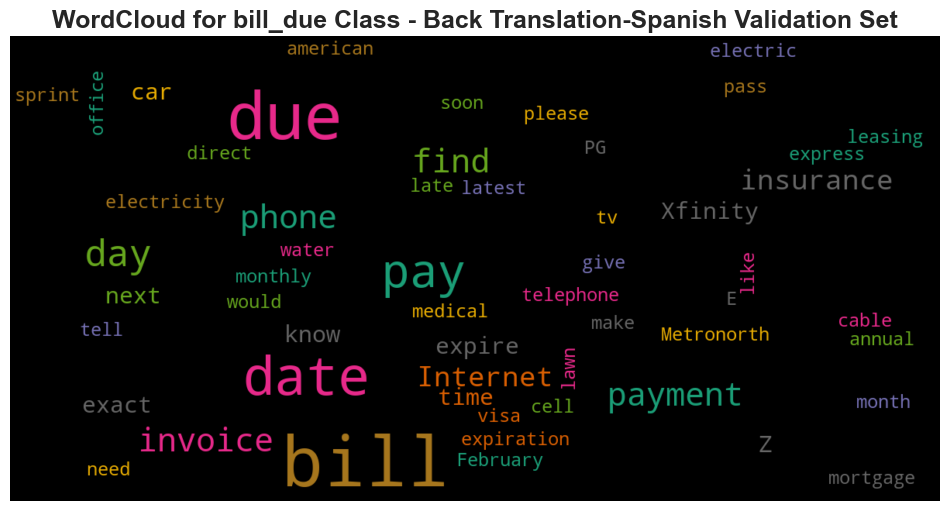 WordCloud for bill_due Class - Back Translation-Spanish Validation Set
american
electric
sprint
office
car
due
soon
please
pass
direct
find
PG
leasing
express
late
latest
insurance
electricity
phone
tv
Xfinity
day
water
pay
give
like
monthly
next
would
medical
telephone
E
tell
know
expire
make
Metronorth
cable
annual
date
Internet
lawn
time
payment
exact
visa
cell
month
invoice
bill
expiration
February
Z
need
mortgage